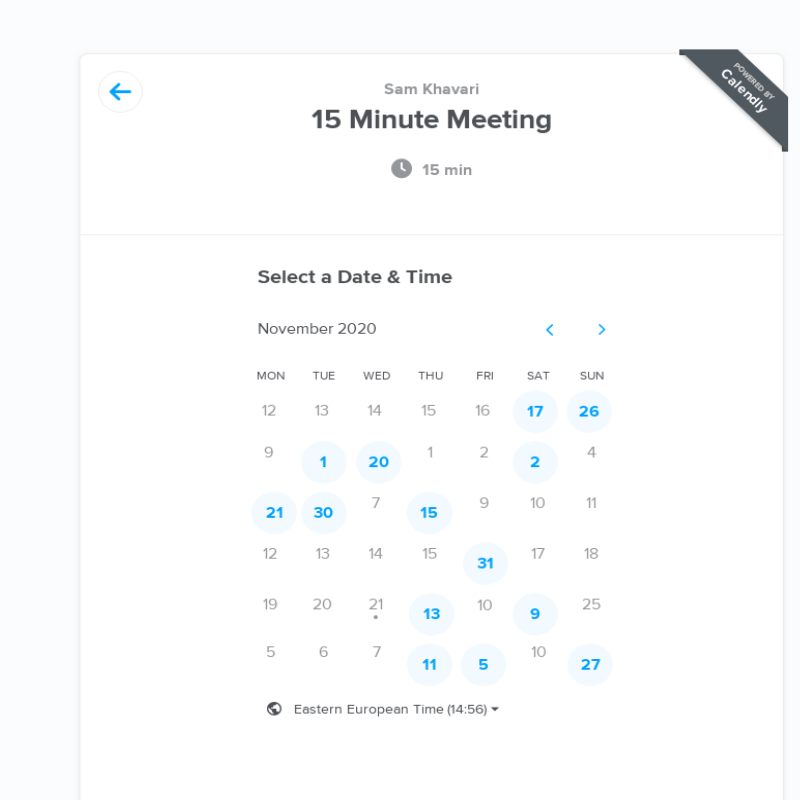 POWERED BY
Calendly
Sam Khavari
15 Minute Meeting
15 min
Select a Date & Time
November 2020
MON TUE WED THU FRI SAT SUN
12 13 14 15 16 17 26
9 1 20 1 2 2 4
21 30 7 15 9 10 11
12 13 14 15 31 17 18
19 20 21 13 10 9 25
5 6 7 11 5 10 27
Eastern European Time (14:56)